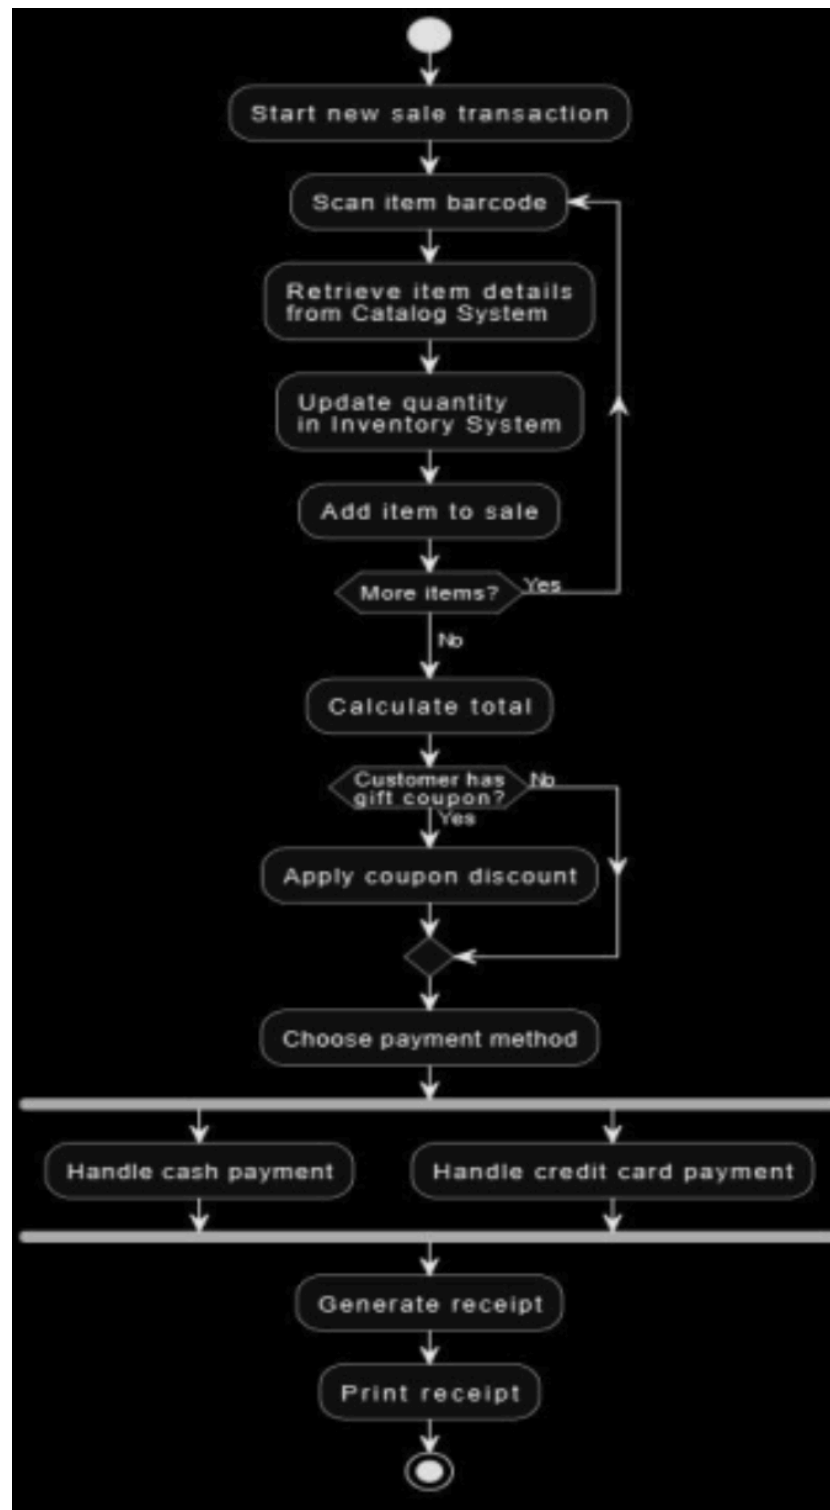 Start new sale transaction
Scan item barcode
Retrieve item details
from Catalog System
Update quantity
in Inventory System
Add item to sale
More items?
Yes
No
Calculate total
Customer has
gift coupon?
No
Yes
Apply coupon discount
Choose payment method
Handle cash payment
Handle credit card payment
Generate receipt
Print receipt